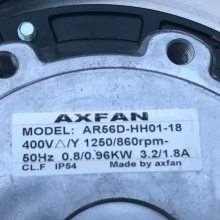 AXFAN
MODEL: AR56D-HH01-18
400V△/Y 1250/860rpm-
50Hz 0.8/0.96KW 3.2/1.8A
CL.F IP54 Made by axfan